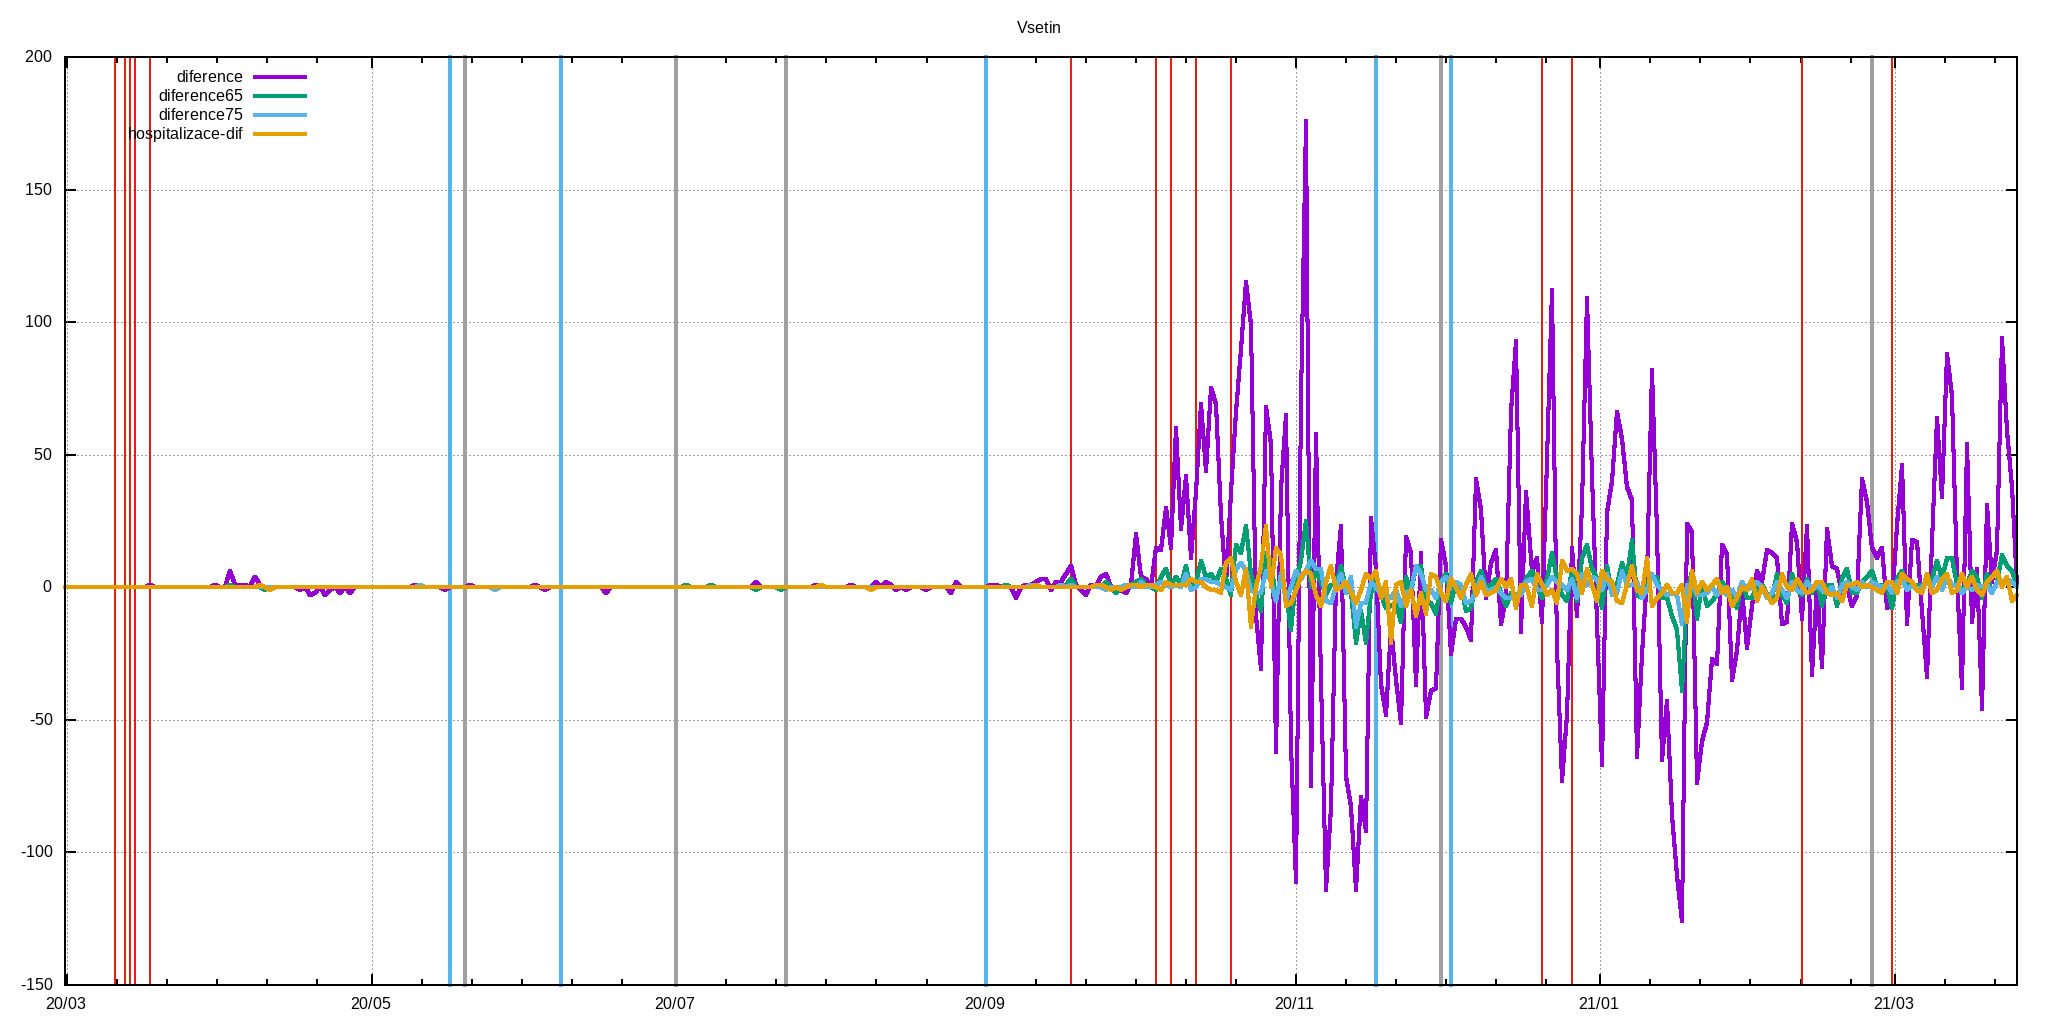 Vsetin
200
diference
diference65
diference75
hospitalizace-dif
150
100
50
0
-50
-100
-150
20/03 20/05 20/07 20/09 20/11 21/01 21/03